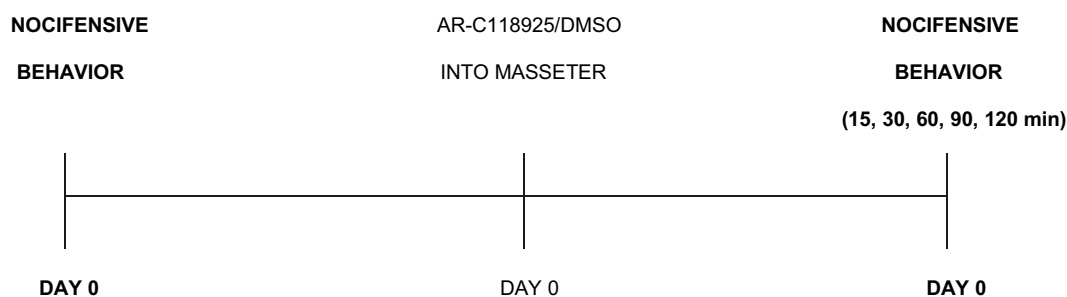 NOCIFENSIVE
BEHAVIOR
AR-C118925/DMSO
INTO MASSETER
NOCIFENSIVE
BEHAVIOR
(15, 30, 60, 90, 120 min)
DAY 0
DAY 0
DAY 0